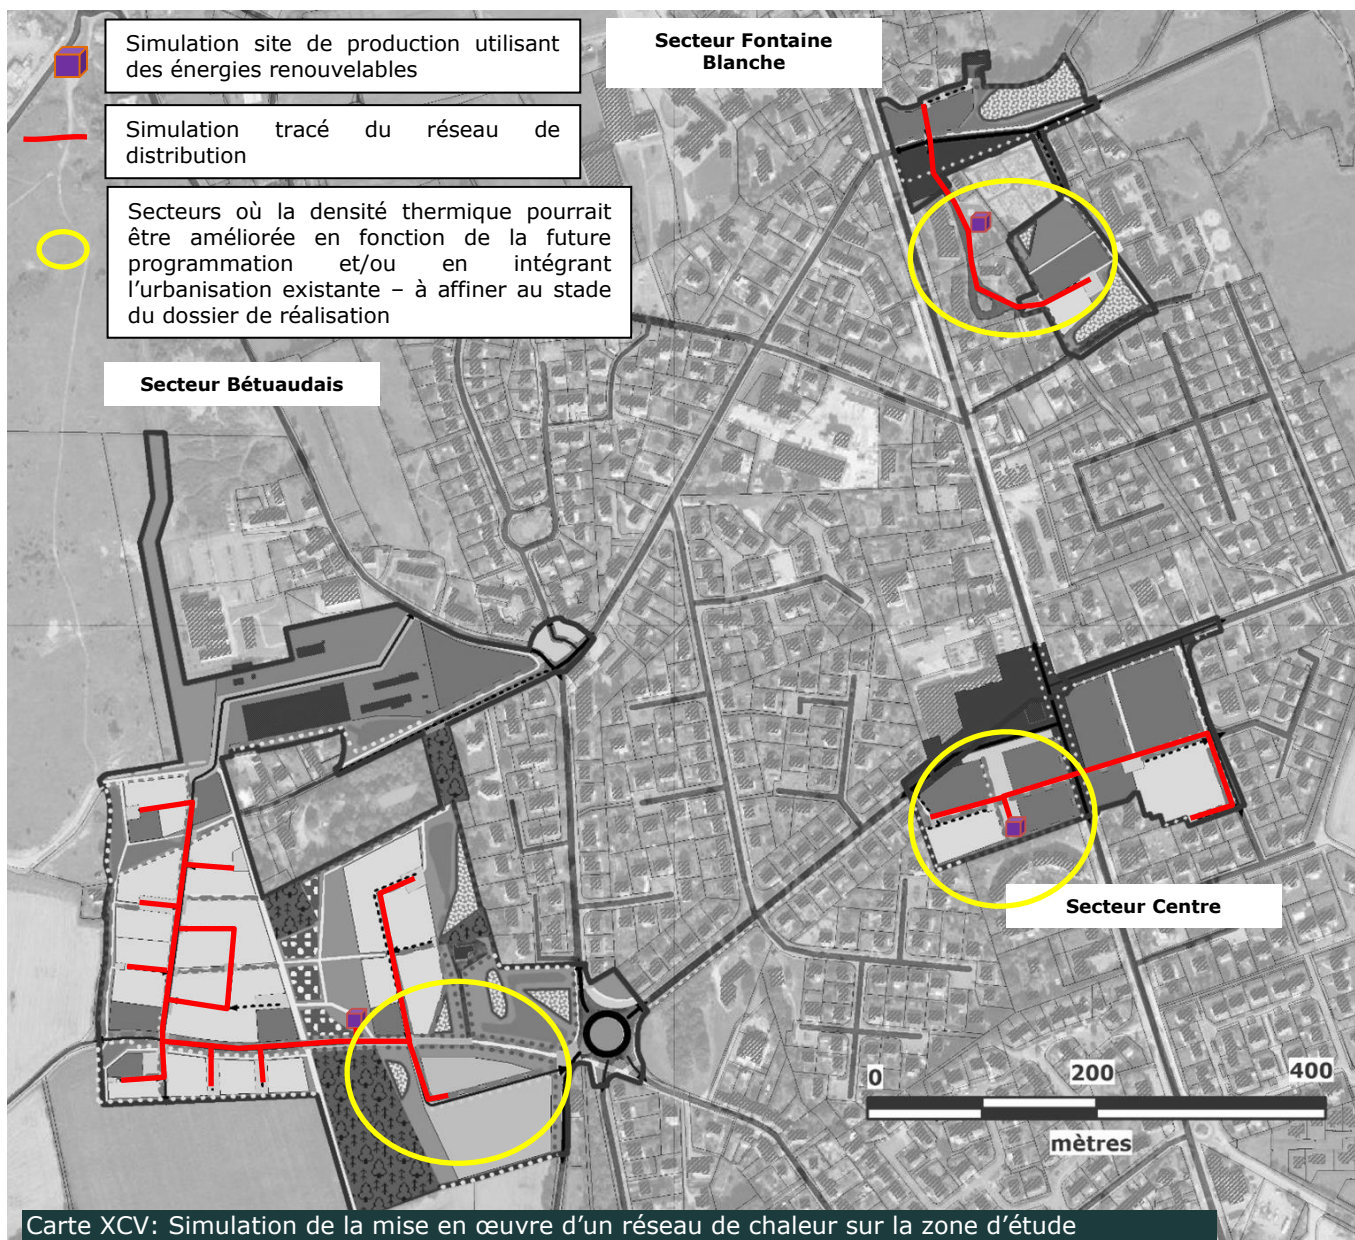 Simulation site de production utilisant
des énergies renouvelables
Simulation tracé du réseau de
distribution
Secteurs où la densité thermique pourrait
être améliorée en fonction de la future
programmation et/ou en intégrant
l'urbanisation existante – à affiner au stade
du dossier de réalisation
Secteur Fontaine
Blanche
Secteur Bétuaudais
Secteur Centre
0 200 400
mètres
Carte XCV: Simulation de la mise en œuvre d'un réseau de chaleur sur la zone d'étude